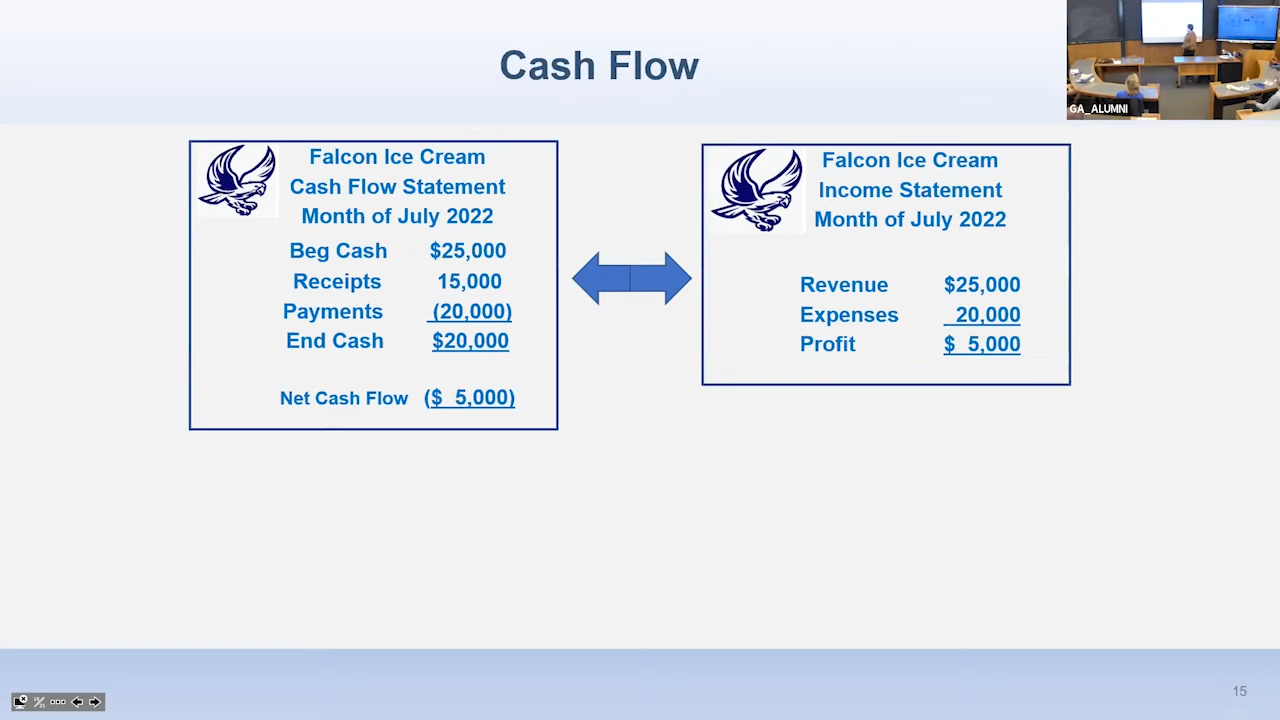 Cash Flow
GA_ALUMNI
Falcon Ice Cream
Cash Flow Statement
Month of July 2022
Beg Cash $25,000
Receipts 15,000
Payments (20,000)
End Cash $20,000
Net Cash Flow ($ 5,000)
Falcon Ice Cream
Income Statement
Month of July 2022
Revenue $25,000
Expenses 20,000
Profit $ 5,000
15